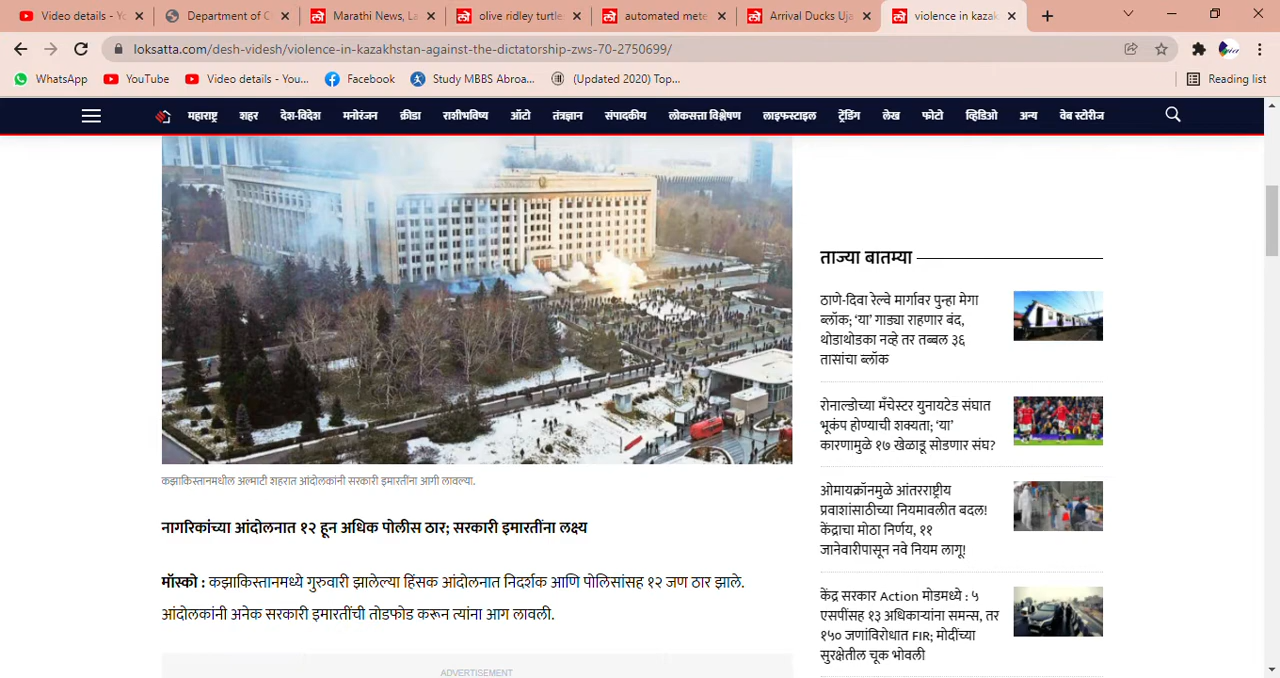 Video details - Yo
Department of C
Marathi News, La
olive ridley turtle
automated mete
Arrival Ducks Uja
violence in kazak
loksatta.com/desh-videsh/violence-in-kazakhstan-against-the-dictatorship-zws-70-2750699/
WhatsApp
YouTube
Video details - You...
Facebook
Study MBBS Abroa...
(Updated 2020) Top...
Reading list
महाराष्ट्र
शहर
देश-विदेश
मनोरंजन
क्रीडा
राशीभविष्य
ऑटो
तंत्रज्ञान
संपादकीय
लोकसत्ता विश्लेषण
लाइफस्टाइल
ट्रेंडिंग
लेख
फोटो
व्हिडिओ
अन्य
वेब स्टोरीज
कझाकिस्तानमधील अल्माटी शहरात आंदोलकांनी सरकारी इमारतींना आगी लावल्या.
नागरिकांच्या आंदोलनात १२ हून अधिक पोलीस ठार; सरकारी इमारतींना लक्ष्य
मॉस्को : कझाकिस्तानमध्ये गुरुवारी झालेल्या हिंसक आंदोलनात निदर्शक आणि पोलिसांसह १२ जण ठार झाले.
आंदोलकांनी अनेक सरकारी इमारतींची तोडफोड करून त्यांना आग लावली.
ADVERTISEMENT
ताज्या बातम्या
ठाणे-दिवा रेल्वे मार्गावर पुन्हा मेगा
ब्लॉक; ‘या’ गाड्या राहणार बंद,
थोडाथोडका नव्हे तर तब्बल ३६
तासांचा ब्लॉक
रोनाल्डोच्या मँचेस्टर युनायटेड संघात
भूकंप होण्याची शक्यता; ‘या’
कारणामुळे १७ खेळाडू सोडणार संघ?
ओमायक्रॉनमुळे आंतरराष्ट्रीय
प्रवाशांसाठीच्या नियमावलीत बदल!
केंद्राचा मोठा निर्णय, ११
जानेवारीपासून नवे नियम लागू!
केंद्र सरकार Action मोडमध्ये : ५
एसपींसह १३ अधिकाऱ्यांना समन्स, तर
१५० जणांविरोधात FIR; मोदींच्या
सुरक्षेतील चूक भोवली